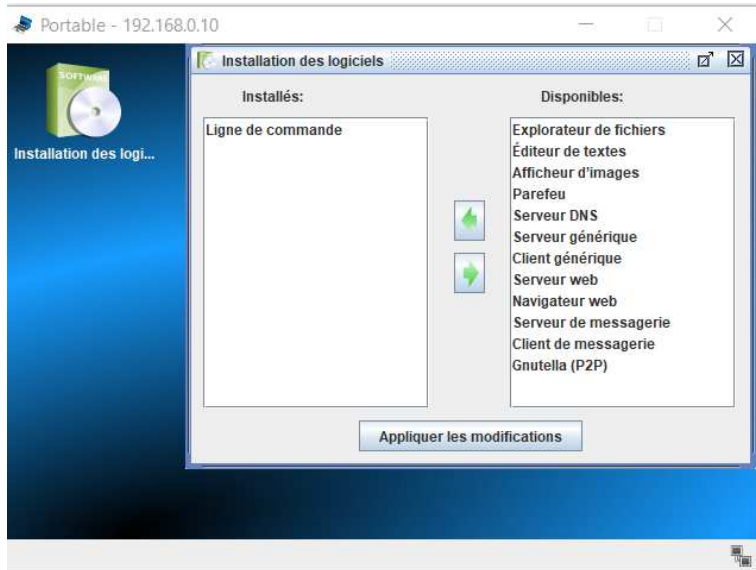 Portable - 192.168.0.10
SOFTWARE
Installation des logi...
Installation des logiciels
Installés:
Ligne de commande
Disponibles:
Explorateur de fichiers
Éditeur de textes
Afficheur d'images
Parefeu
Serveur DNS
Serveur générique
Client générique
Serveur web
Navigateur web
Serveur de messagerie
Client de messagerie
Gnutella (P2P)
Appliquer les modifications